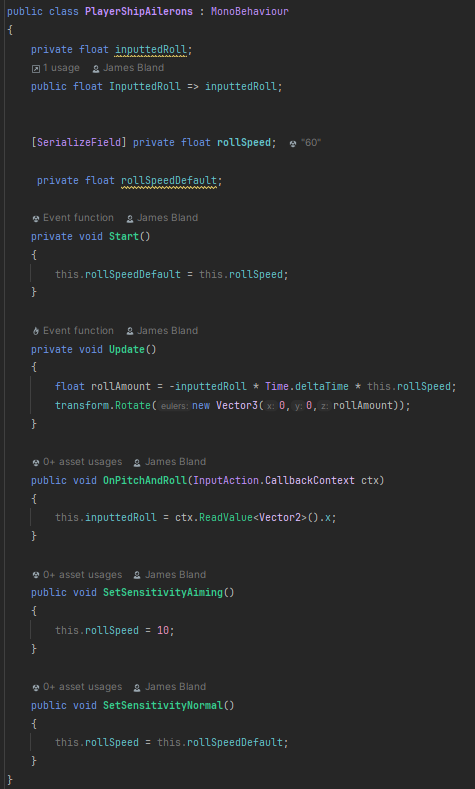 public class PlayerShipAilerons : MonoBehaviour
{
    private float inputtedRoll;
    1 usage James Bland
    public float InputtedRoll => inputtedRoll;
    [SerializeField] private float rollSpeed; "60"
     private float rollSpeedDefault;
    Event function James Bland
    private void Start()
    {
        this.rollSpeedDefault = this.rollSpeed;
    }
    Event function James Bland
    private void Update()
    {
        float rollAmount = -inputtedRoll * Time.deltaTime * this.rollSpeed;
        transform.Rotate( eulers: new Vector3( x: 0, y: 0, z: rollAmount));
    }
    0+ asset usages James Bland
    public void OnPitchAndRoll(InputAction.CallbackContext ctx)
    {
        this.inputtedRoll = ctx.ReadValue<Vector2>().x;
    }
    0+ asset usages James Bland
    public void SetSensitivityAiming()
    {
        this.rollSpeed = 10;
    }
    0+ asset usages James Bland
    public void SetSensitivityNormal()
    {
        this.rollSpeed = this.rollSpeedDefault;
    }
}